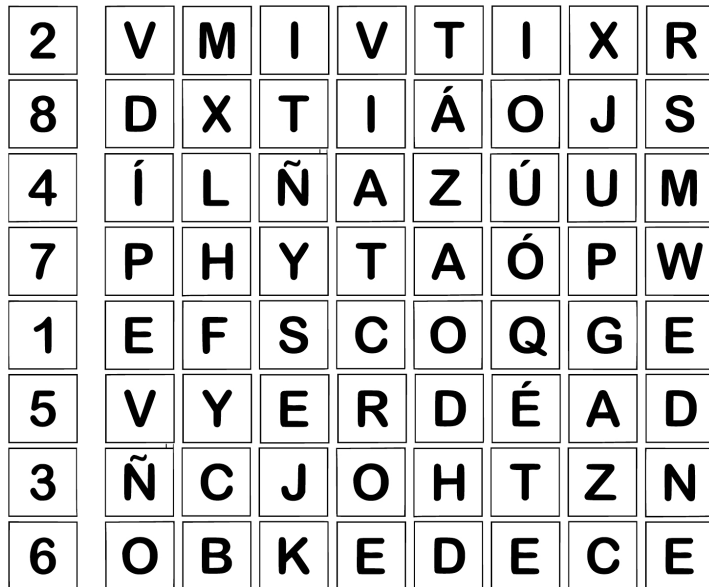 2 V M I V T I X R
8 D X T I Á O J S
4 Í L Ñ A Z Ú U M
7 P H Y T A Ó P W
1 E F S C O Q G E
5 V Y E R D É A D
3 Ñ C J O H T Z N
6 O B K E D E C E